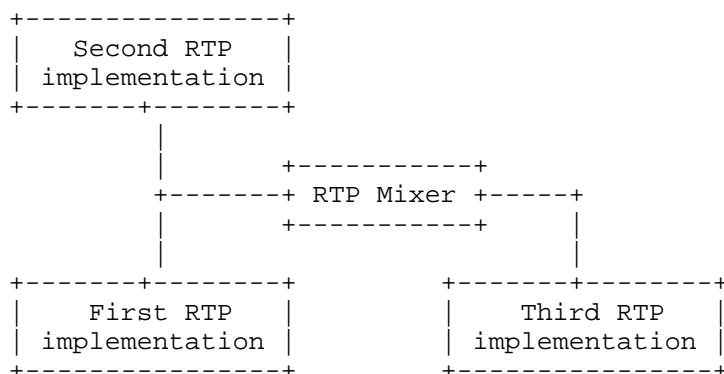 Second RTP
implementation
RTP Mixer
First RTP
implementation
Third RTP
implementation